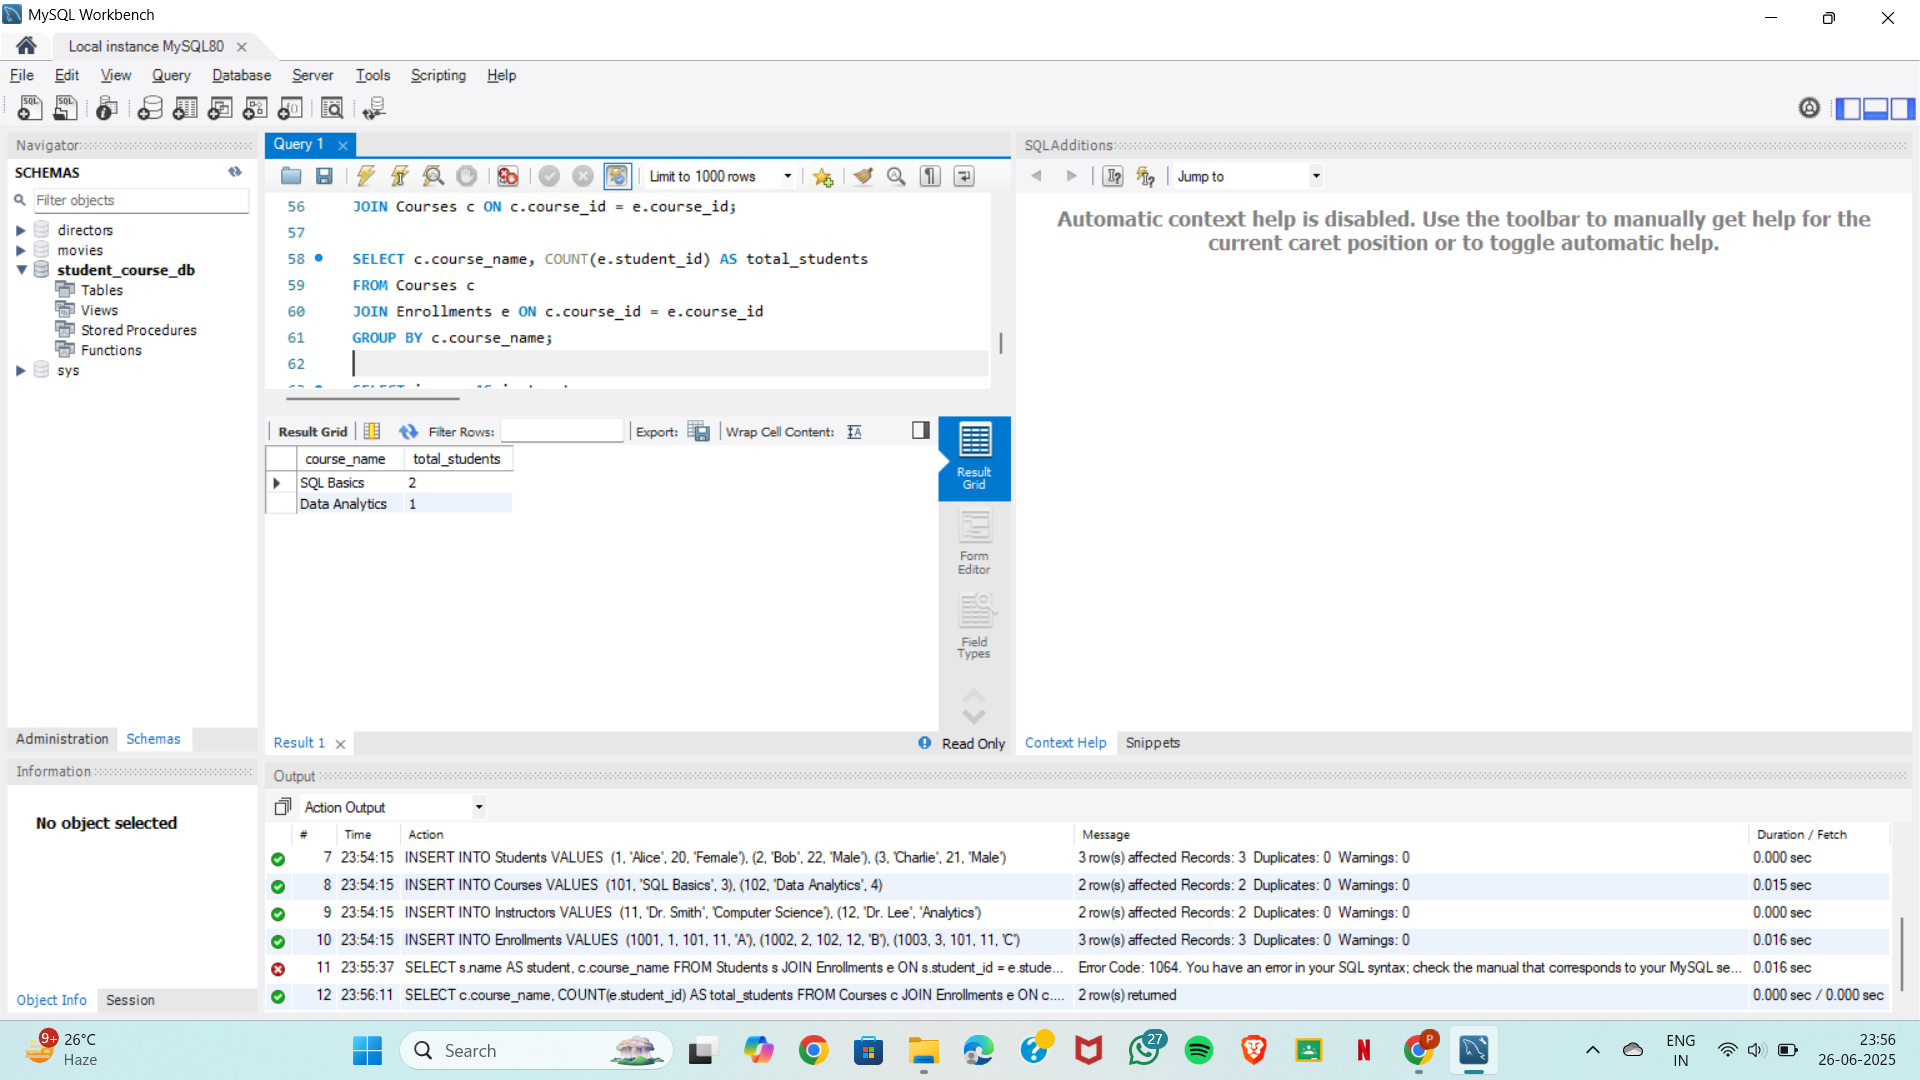 MySQL Workbench
Local instance MySQL80
File Edit View Query Database Server Tools Scripting Help
Navigator
SCHEMAS
Filter objects
directors
movies
student_course_db
Tables
Views
Stored Procedures
Functions
sys
Administration Schemas
Information
No object selected
Object Info Session
Query 1
Limit to 1000 rows
56 JOIN Courses c ON c.course_id = e.course_id;
57
58 SELECT c.course_name, COUNT(e.student_id) AS total_students
59 FROM Courses c
60 JOIN Enrollments e ON c.course_id = e.course_id
61 GROUP BY c.course_name;
62
Result Grid Filter Rows: Export: Wrap Cell Content:
course_name total_students
SQL Basics 2
Data Analytics 1
Result Grid
Form Editor
Field Types
Result 1 Read Only
SQLAdditions
Jump to
Automatic context help is disabled. Use the toolbar to manually get help for the
current caret position or to toggle automatic help.
Context Help Snippets
Output
Action Output
# Time Action Message Duration / Fetch
7 23:54:15 INSERT INTO Students VALUES (1, 'Alice', 20, 'Female'), (2, 'Bob', 22, 'Male'), (3, 'Charlie', 21, 'Male') 3 row(s) affected Records: 3 Duplicates: 0 Warnings: 0 0.000 sec
8 23:54:15 INSERT INTO Courses VALUES (101, 'SQL Basics', 3), (102, 'Data Analytics', 4) 2 row(s) affected Records: 2 Duplicates: 0 Warnings: 0 0.015 sec
9 23:54:15 INSERT INTO Instructors VALUES (11, 'Dr. Smith', 'Computer Science'), (12, 'Dr. Lee', 'Analytics') 2 row(s) affected Records: 2 Duplicates: 0 Warnings: 0 0.000 sec
10 23:54:15 INSERT INTO Enrollments VALUES (1001, 1, 101, 11, 'A'), (1002, 2, 102, 12, 'B'), (1003, 3, 101, 11, 'C') 3 row(s) affected Records: 3 Duplicates: 0 Warnings: 0 0.016 sec
11 23:55:37 SELECT s.name AS student, c.course_name FROM Students s JOIN Enrollments e ON s.student_id = e.stude... Error Code: 1064. You have an error in your SQL syntax; check the manual that corresponds to your MySQL se... 0.016 sec
12 23:56:11 SELECT c.course_name, COUNT(e.student_id) AS total_students FROM Courses c JOIN Enrollments e ON c.... 2 row(s) returned 0.000 sec / 0.000 sec
9+ 26°C
Haze
Search
27
P
ENG
IN
23:56
26-06-2025